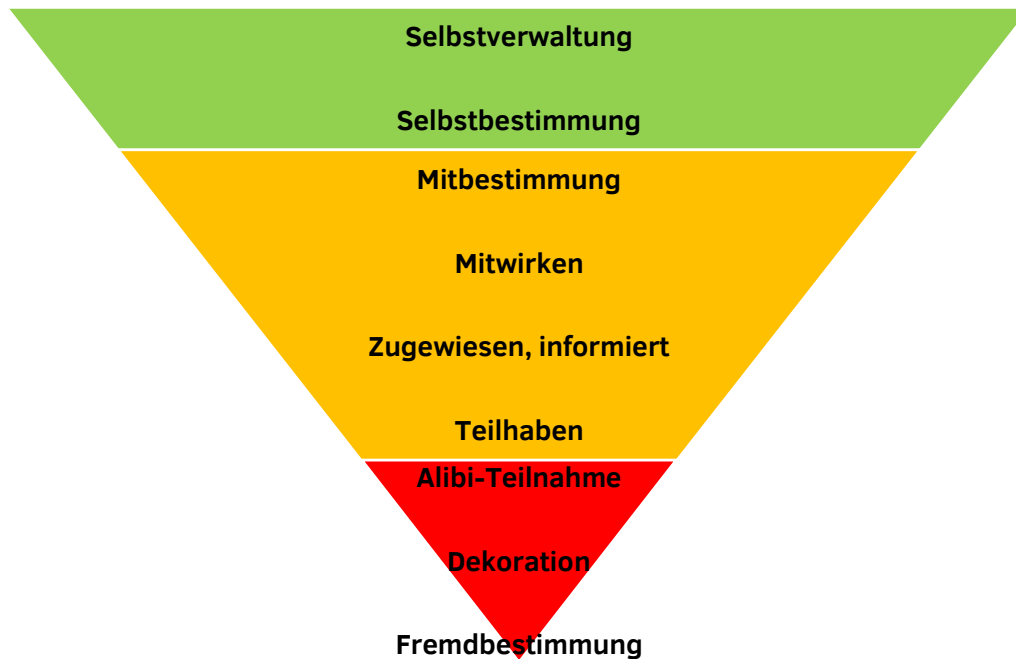 Selbstverwaltung
Selbstbestimmung
Mitbestimmung
Mitwirken
Zugewiesen, informiert
Teilhaben
Alibi-Teilnahme
Dekoration
Fremdbestimmung